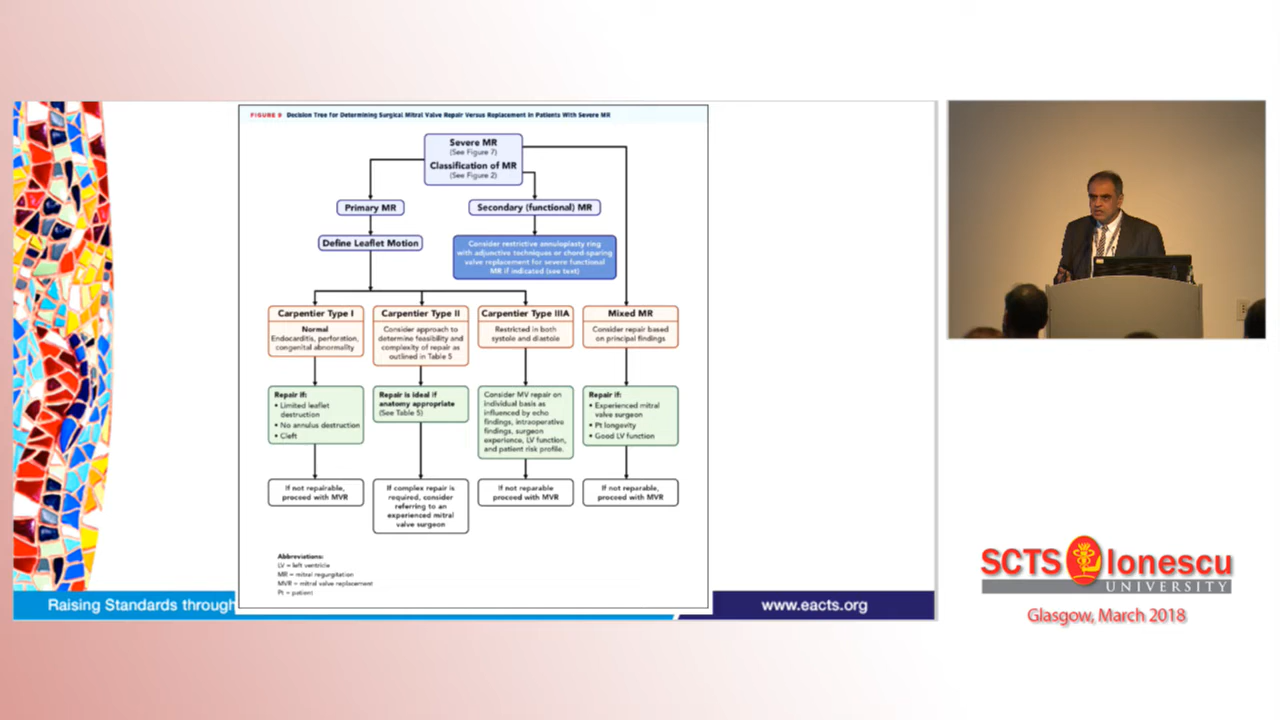 FIGURE 9 Decision Tree for Determining Surgical Mitral Valve Repair Versus Replacement in Patients With Severe MR
Severe MR
(See Figure 7)
Classification of MR
(See Figure 2)
Primary MR
Secondary (functional) MR
Define Leaflet Motion
Consider restrictive annuloplasty ring
with adjunctive techniques or chord-sparing
valve replacement for severe functional
MR if indicated (see text)
Carpentier Type I
Normal
Endocarditis, perforation,
congenital abnormality
Carpentier Type II
Consider approach to
determine feasibility and
complexity of repair as
outlined in Table 5
Carpentier Type IIIA
Restricted in both
systole and diastole
Mixed MR
Consider repair based
on principal findings
Repair if:
• Limited leaflet
destruction
• No annulus destruction
• Cleft
Repair is ideal if
anatomy appropriate
(See Table 5)
Consider MV repair on
individual basis as
influenced by echo
findings, intraoperative
findings, surgeon
experience, LV function,
and patient risk profile.
Repair if:
• Experienced mitral
valve surgeon
• Pt longevity
• Good LV function
If not repairable,
proceed with MVR
If complex repair is
required, consider
referring to an
experienced mitral
valve surgeon
If not reparable
proceed with MVR
If not reparable,
proceed with MVR
Abbreviations:
LV = left ventricle
MR = mitral regurgitation
MVR = mitral valve replacement
Pt = patient
Raising Standards through
www.eacts.org
SCTS Ionescu
UNIVERSITY
Glasgow, March 2018